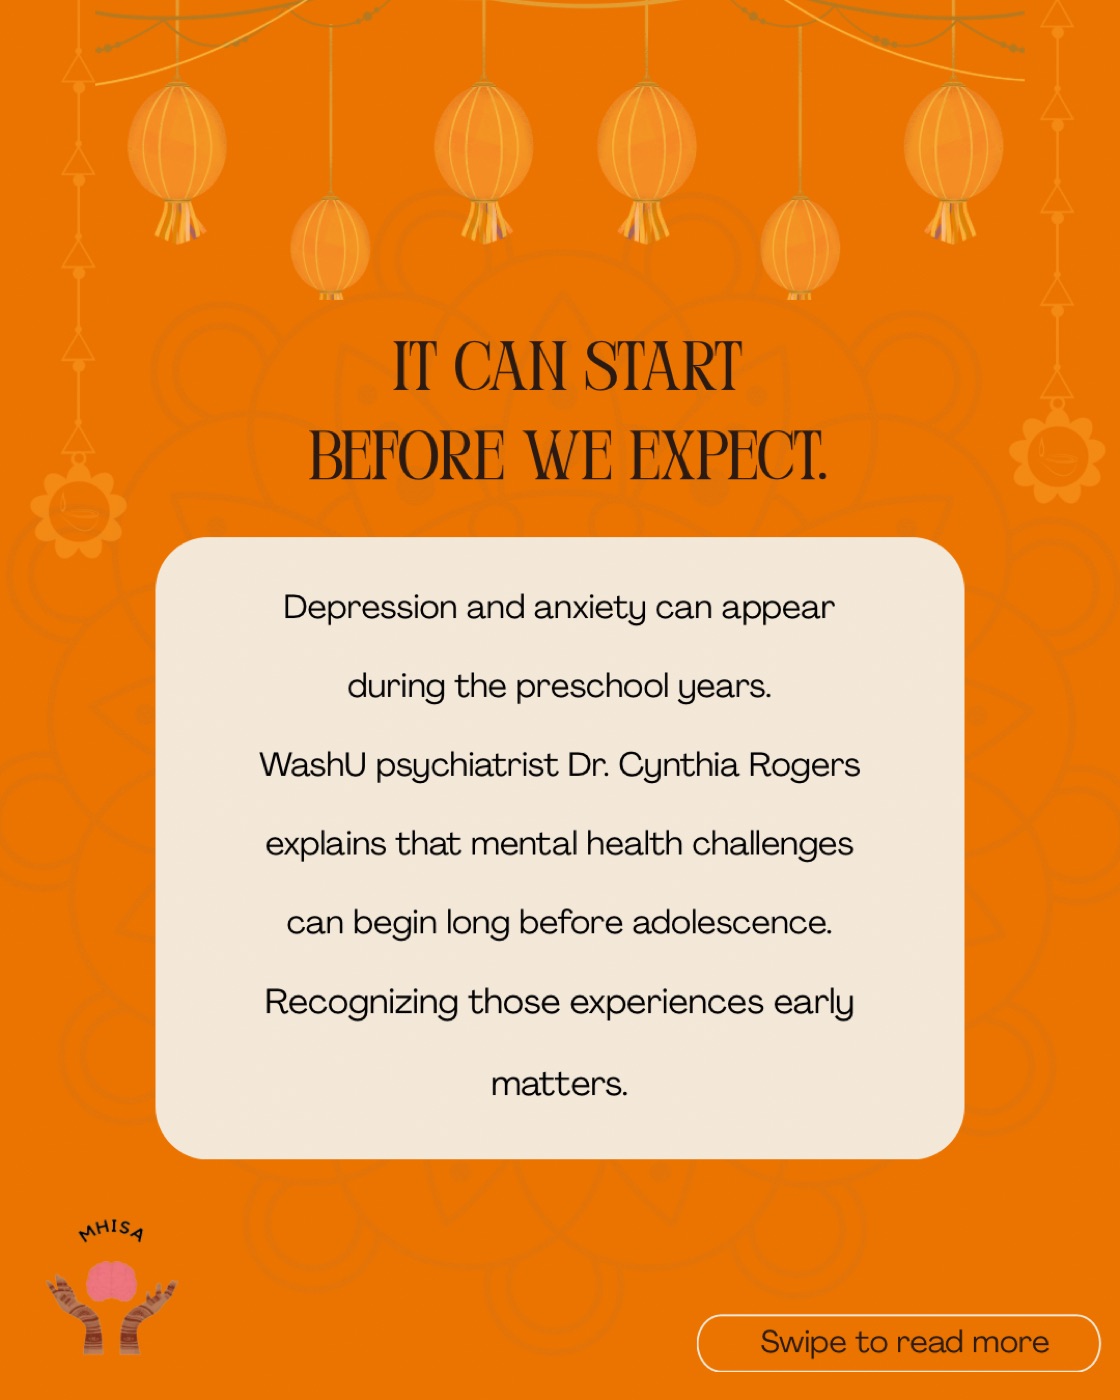 IT CAN START
BEFORE WE EXPECT.
Depression and anxiety can appear
during the preschool years.
WashU psychiatrist Dr. Cynthia Rogers
explains that mental health challenges
can begin long before adolescence.
Recognizing those experiences early
matters.
MHISA
Swipe to read more